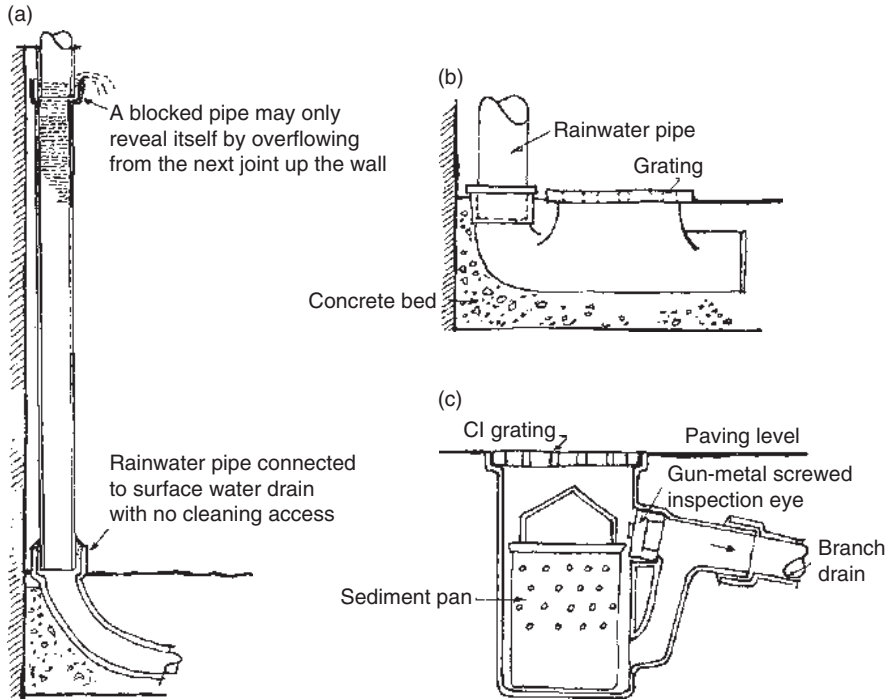 (a)
A blocked pipe may only
reveal itself by overflowing
from the next joint up the wall
Rainwater pipe connected
to surface water drain
with no cleaning access
(b)
Rainwater pipe
Grating
Concrete bed
(c)
CI grating
Paving level
Gun-metal screwed
inspection eye
Branch
drain
Sediment pan